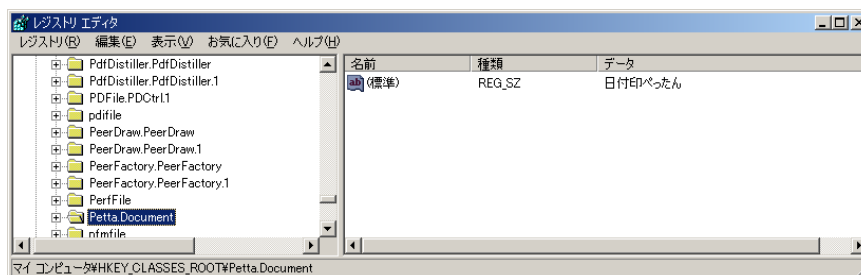 レジストリ エディタ
レジストリ(R) 編集(E) 表示(V) お気に入り(F) ヘルプ(H)
PdfDistiller.PdfDistiller
PdfDistiller.PdfDistiller.1
PDFile.PDCtrl.1
pdifile
PeerDraw.PeerDraw
PeerDraw.PeerDraw.1
PeerFactory.PeerFactory
PeerFactory.PeerFactory.1
PerfFile
Petta.Document
pfmfile
名前 種類 データ
ab (標準) REG_SZ 日付印ぺったん
マイ コンピュータ¥HKEY_CLASSES_ROOT¥Petta.Document